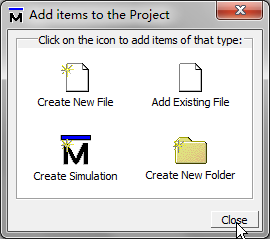 Add items to the Project
Click on the icon to add items of that type:
Create New File
Add Existing File
Create Simulation
Create New Folder
Close